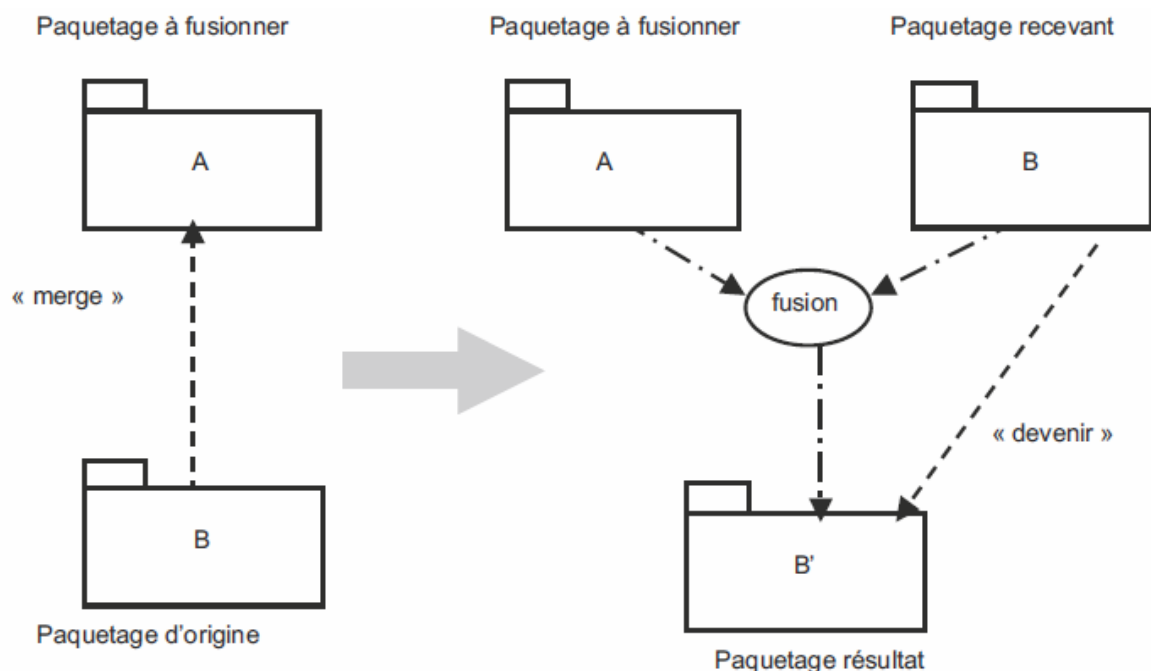 Paquetage à fusionner
Paquetage à fusionner
Paquetage recevant
A
A
B
« merge »
fusion
« devenir »
B
B'
Paquetage d'origine
Paquetage résultat